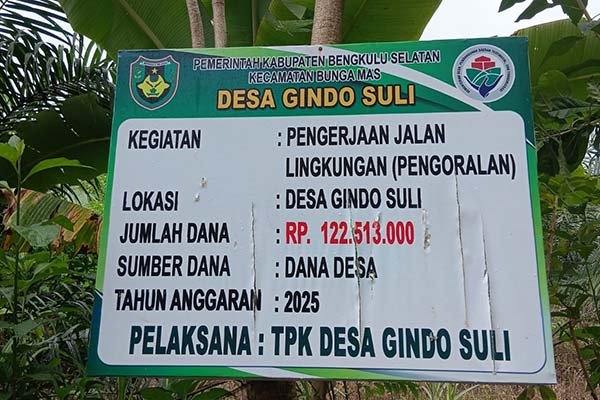 PEMERINTAH KABUPATEN BENGKULU SELATAN
KECAMATAN BUNGA MAS
DESA GINDO SULI
KEGIATAN : PENGERJAAN JALAN
LINGKUNGAN (PENGORALAN)
LOKASI : DESA GINDO SULI
JUMLAH DANA : RP. 122.513.000
SUMBER DANA : DANA DESA
TAHUN ANGGARAN : 2025
PELAKSANA : TPK DESA GINDO SULI